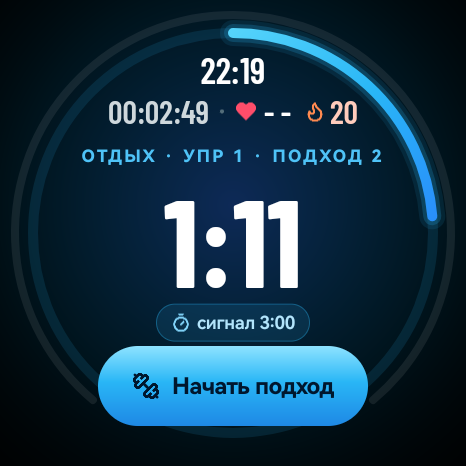 22:19
00:02:49 · -- 20
ОТДЫХ · УПР 1 · ПОДХОД 2
1:11
сигнал 3:00
Начать подход